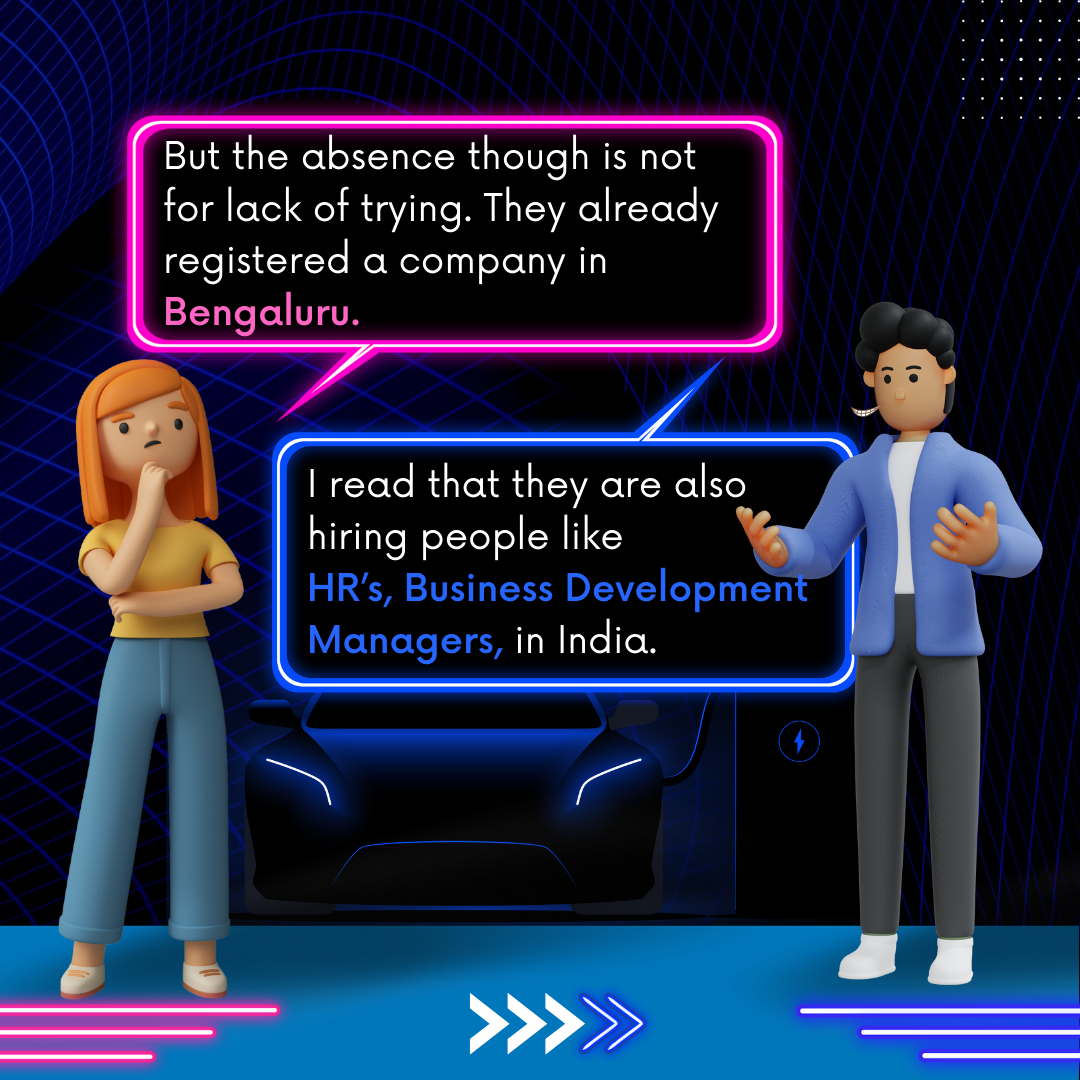 But the absence though is not
for lack of trying. They already
registered a company in
Bengaluru.
I read that they are also
hiring people like
HR’s, Business Development
Managers, in India.